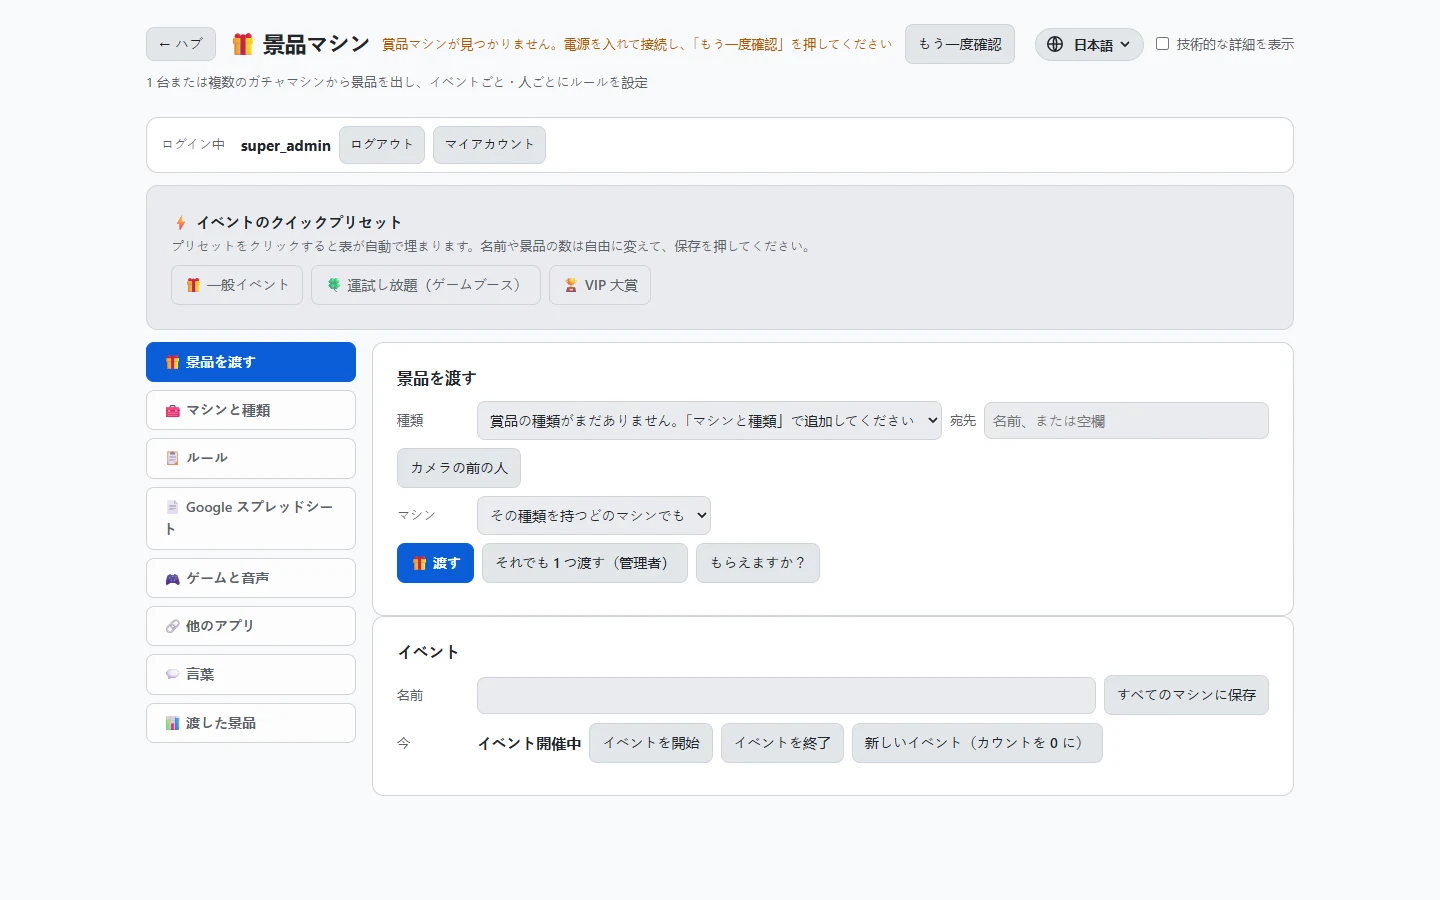 ← ハブ
景品マシン
賞品マシンが見つかりません。電源を入れて接続し、「もう一度確認」を押してください
もう一度確認
日本語
技術的な詳細を表示
1 台または複数のガチャマシンから景品を出し、イベントごと・人ごとにルールを設定
ログイン中
super_admin
ログアウト
マイアカウント
イベントのクイックプリセット
プリセットをクリックすると表が自動で埋まります。名前や景品の数は自由に変えて、保存を押してください。
一般イベント
運試し放題（ゲームブース）
VIP 大賞
景品を渡す
マシンと種類
ルール
Google スプレッドシー
ト
ゲームと音声
他のアプリ
言葉
渡した景品
景品を渡す
種類
賞品の種類がまだありません。「マシンと種類」で追加してください
宛先
名前、または空欄
カメラの前の人
マシン
その種類を持つどのマシンでも
渡す
それでも 1 つ渡す（管理者）
もらえますか？
イベント
名前
すべてのマシンに保存
今
イベント開催中
イベントを開始
イベントを終了
新しいイベント（カウントを 0 に）